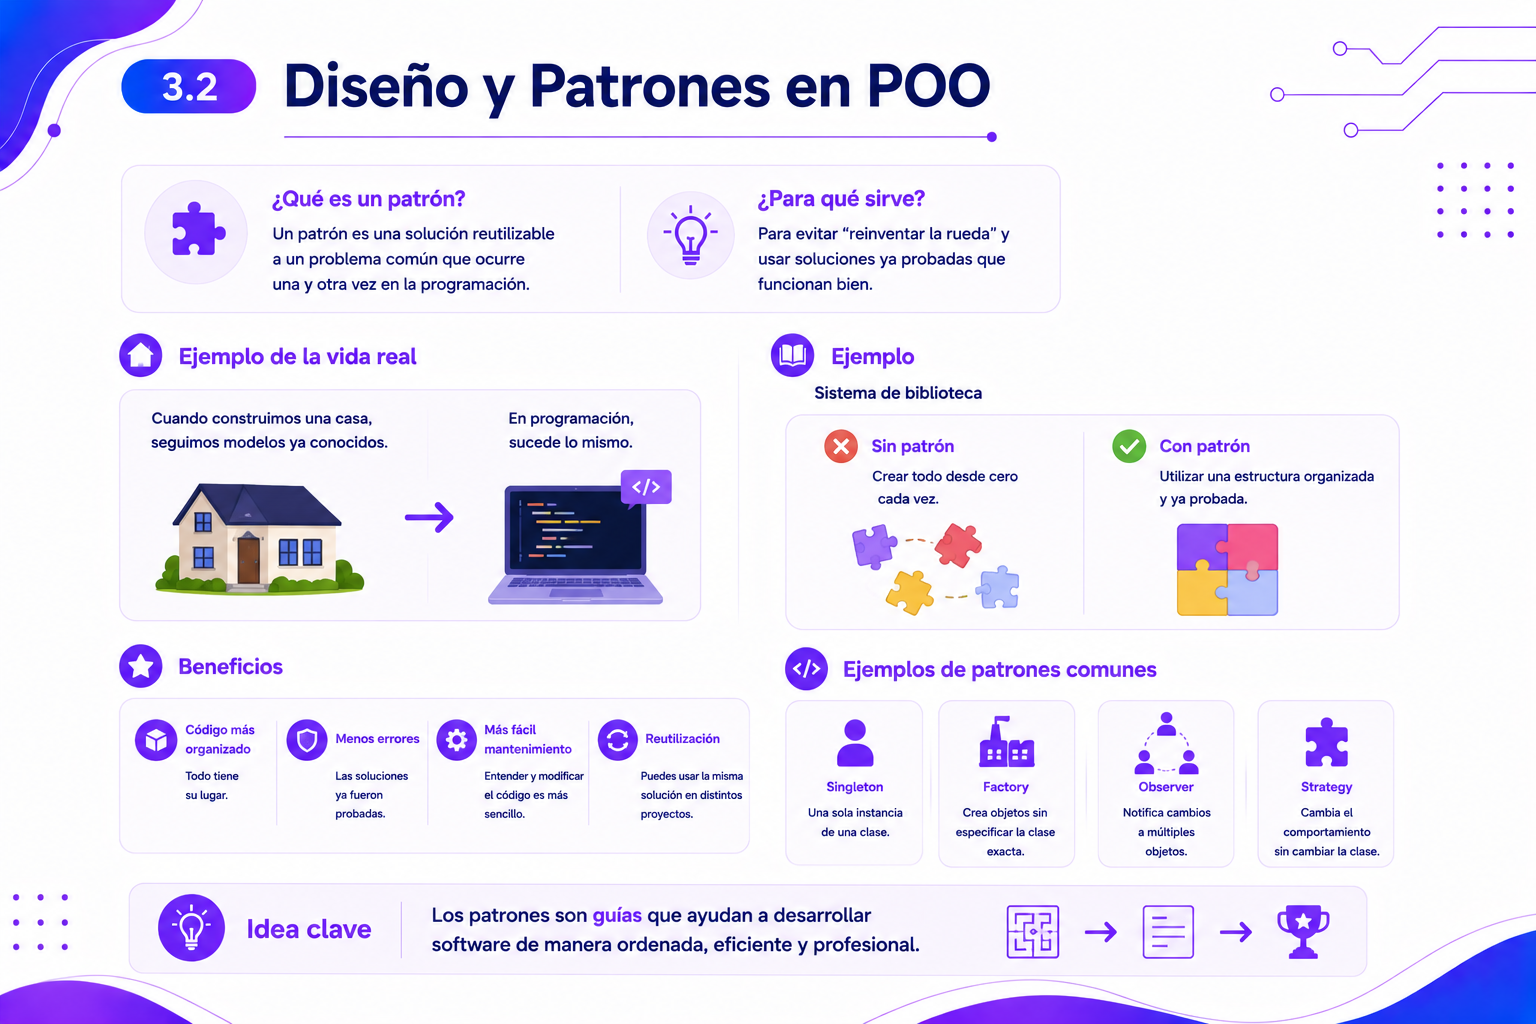 3.2
Diseño y Patrones en POO
¿Qué es un patrón?
Un patrón es una solución reutilizable
a un problema común que ocurre
una y otra vez en la programación.
¿Para qué sirve?
Para evitar “reinventar la rueda” y
usar soluciones ya probadas que
funcionan bien.
Ejemplo de la vida real
Cuando construimos una casa,
seguimos modelos ya conocidos.
En programación,
sucede lo mismo.
</>
Ejemplo
Sistema de biblioteca
Sin patrón
Crear todo desde cero
cada vez.
Con patrón
Utilizar una estructura organizada
y ya probada.
Beneficios
Código más
organizado
Todo tiene
su lugar.
Menos errores
Las soluciones
ya fueron
probadas.
Más fácil
mantenimiento
Entender y modificar
el código es más
sencillo.
Reutilización
Puedes usar la misma
solución en distintos
proyectos.
</>
Ejemplos de patrones comunes
Singleton
Una sola instancia
de una clase.
Factory
Crea objetos sin
especificar la clase
exacta.
Observer
Notifica cambios
a múltiples
objetos.
Strategy
Cambia el
comportamiento
sin cambiar la clase.
Idea clave
Los patrones son guías que ayudan a desarrollar
software de manera ordenada, eficiente y profesional.